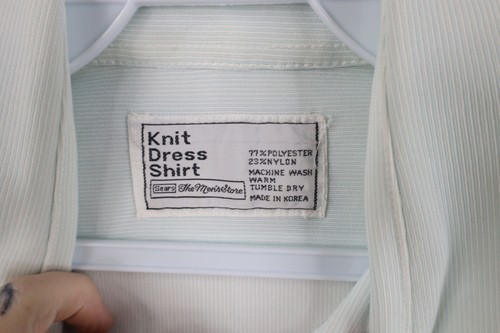 Knit
Dress
Shirt
Sears The Men's Store
77% POLYESTER
23% NYLON
MACHINE WASH
WARM
TUMBLE DRY
MADE IN KOREA